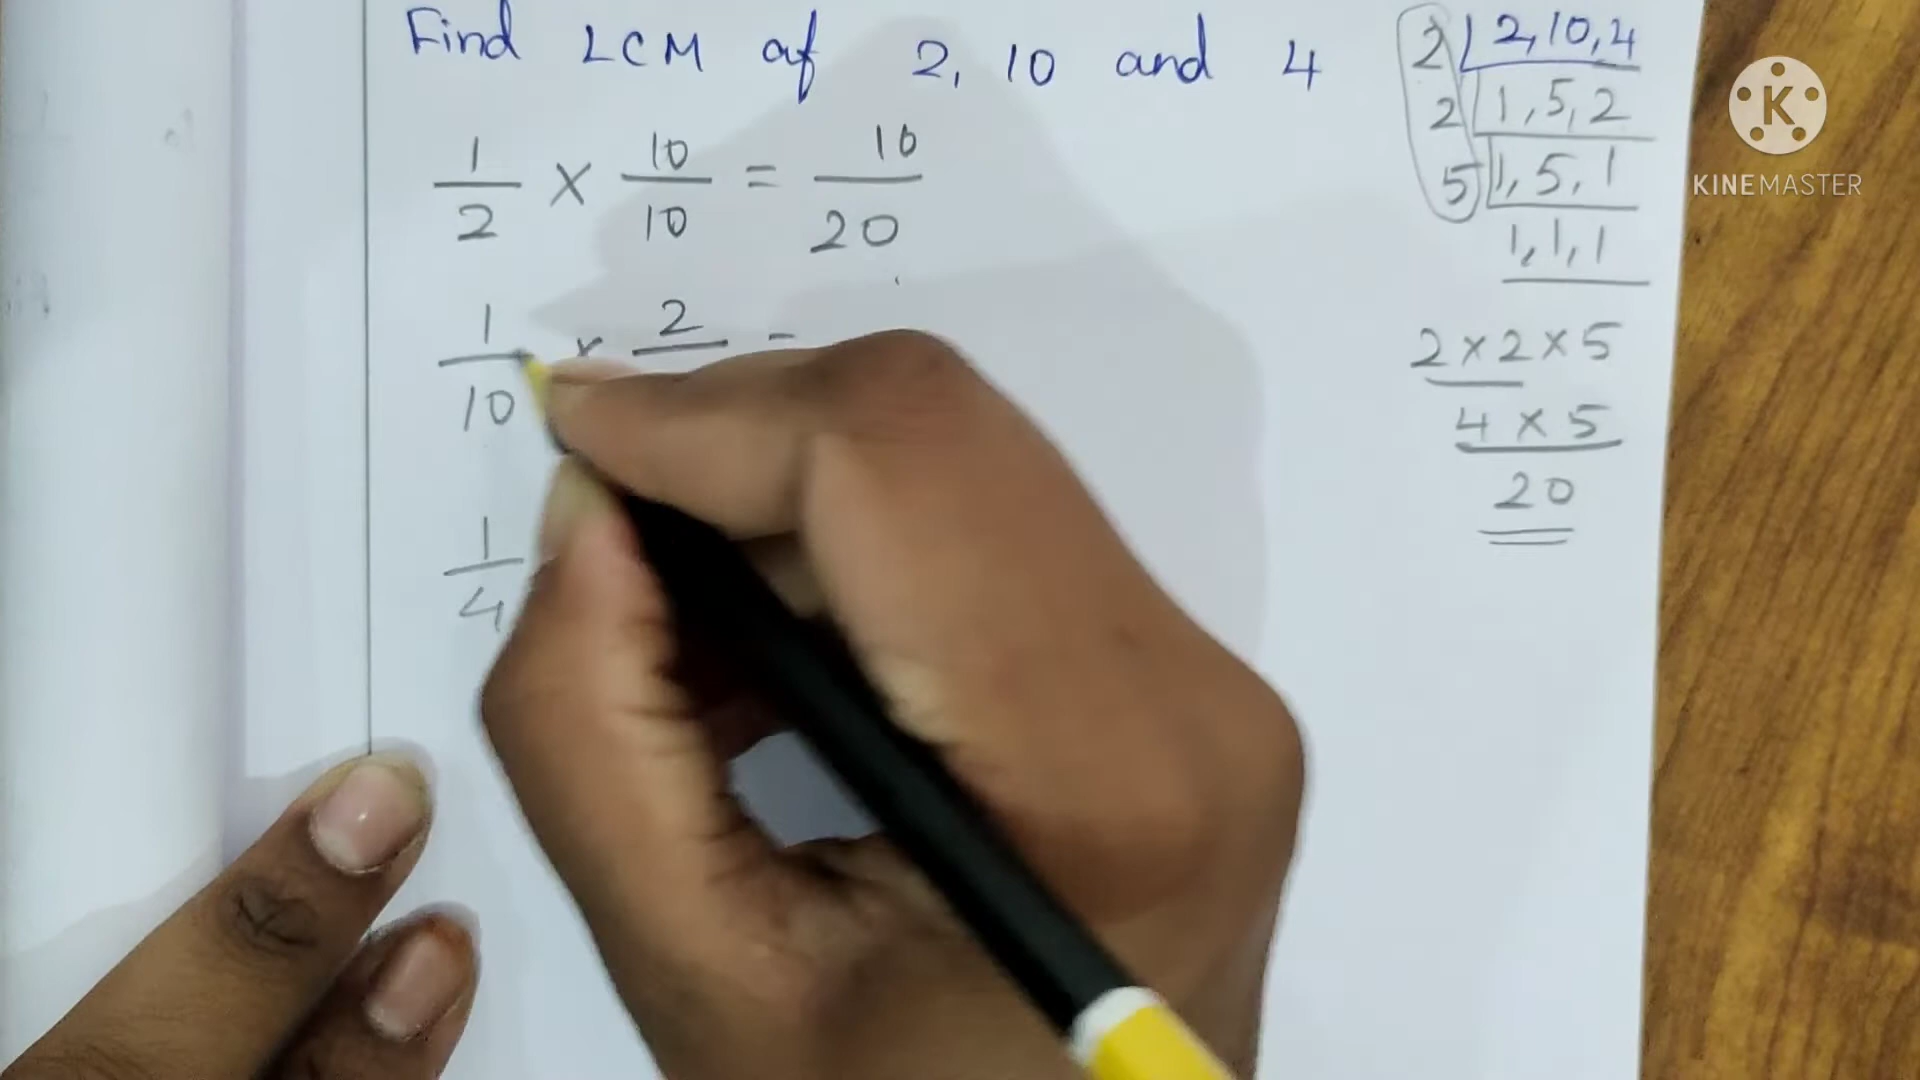 Find LCM of 2, 10 and 4
1/2 × 10/10 = 10/20
1/10 × 2/ =
1/4
2 | 2, 10, 4
2 | 1, 5, 2
5 | 1, 5, 1
1, 1, 1
2 × 2 × 5
4 × 5
20
K
KINEMASTER